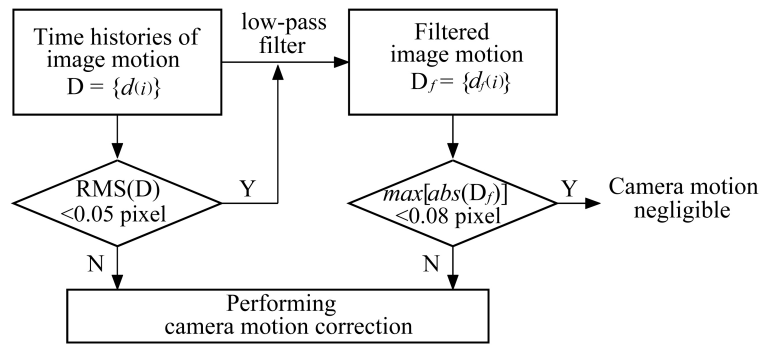 Time histories of
image motion
D = {d(i)}
low-pass
filter
Filtered
image motion
Df = {df(i)}
RMS(D)
<0.05 pixel
Y
max[abs(Df)]
<0.08 pixel
Y
Camera motion
negligible
N
N
Performing
camera motion correction